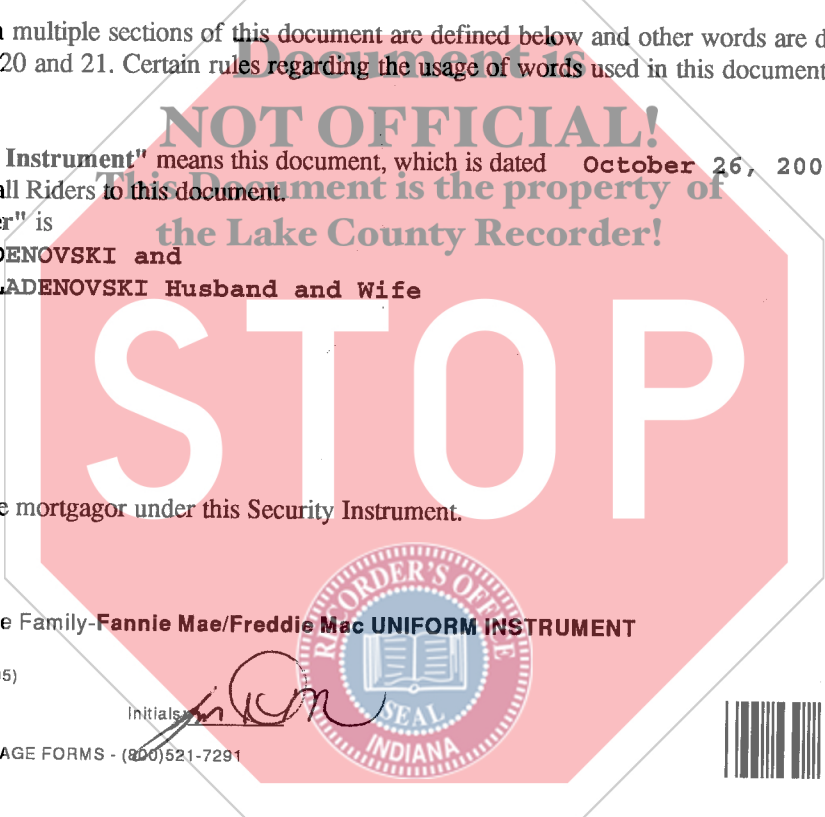 multiple sections of this document are defined below and other words are d
20 and 21. Certain rules regarding the usage of words used in this document
Document is
NOT OFFICIAL!
Instrument" means this document, which is dated October 26, 200
all Riders to this document.
This Document is the property of
er" is
the Lake County Recorder!
DENOVSKI and
ADENOVSKI Husband and Wife
STOP
e mortgagor under this Security Instrument.
RECORDER'S OFFICE
e Family-Fannie Mae/Freddie Mac UNIFORM INSTRUMENT
5)
Initials:
SEAL
INDIANA
AGE FORMS - (800)521-7291